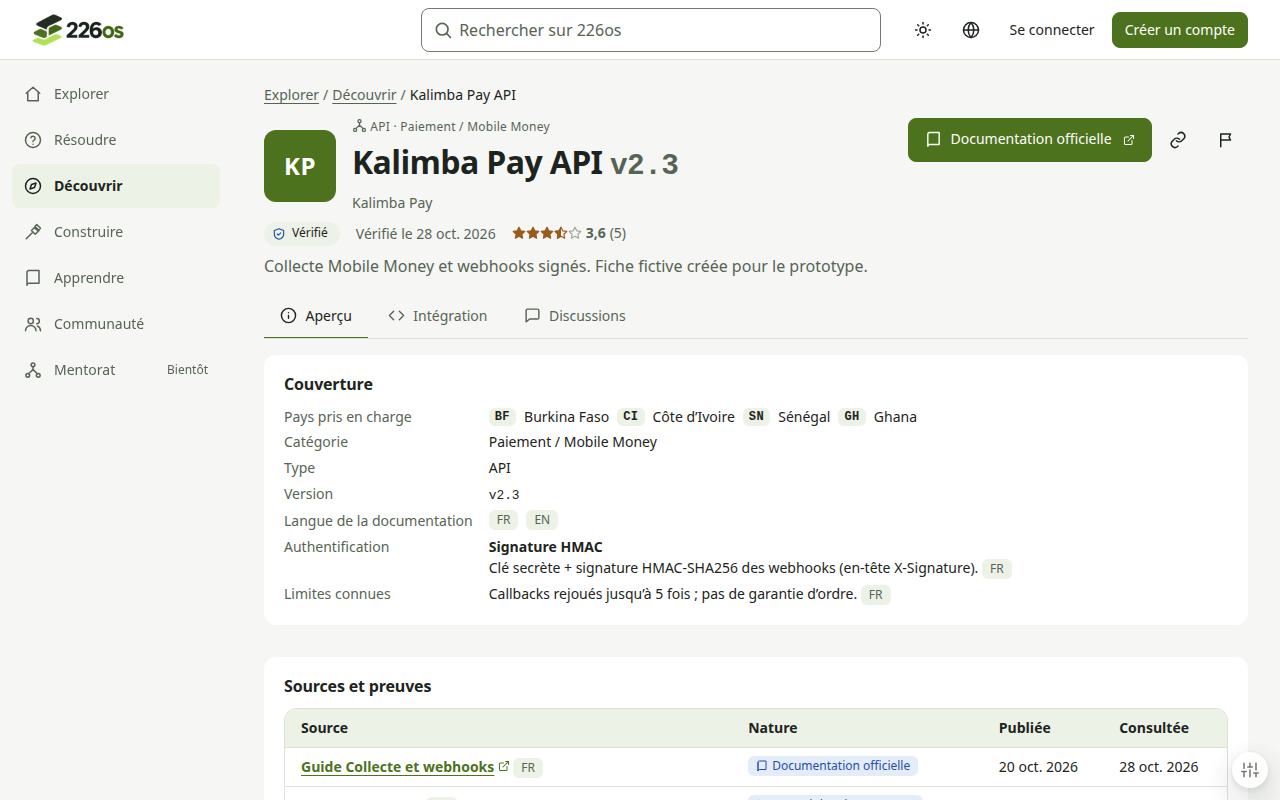 226os
Rechercher sur 226os
Se connecter
Créer un compte
Explorer
Résoudre
Découvrir
Construire
Apprendre
Communauté
Mentorat Bientôt
Explorer / Découvrir / Kalimba Pay API
KP
API · Paiement / Mobile Money
Kalimba Pay API v2.3
Kalimba Pay
Documentation officielle
Vérifié Vérifié le 28 oct. 2026 3,6 (5)
Collecte Mobile Money et webhooks signés. Fiche fictive créée pour le prototype.
Aperçu Intégration Discussions
Couverture
Pays pris en charge BF Burkina Faso CI Côte d’Ivoire SN Sénégal GH Ghana
Catégorie Paiement / Mobile Money
Type API
Version v2.3
Langue de la documentation FR EN
Authentification Signature HMAC
Clé secrète + signature HMAC-SHA256 des webhooks (en-tête X-Signature). FR
Limites connues Callbacks rejoués jusqu’à 5 fois ; pas de garantie d’ordre. FR
Sources et preuves
Source Nature Publiée Consultée
Guide Collecte et webhooks FR Documentation officielle 20 oct. 2026 28 oct. 2026